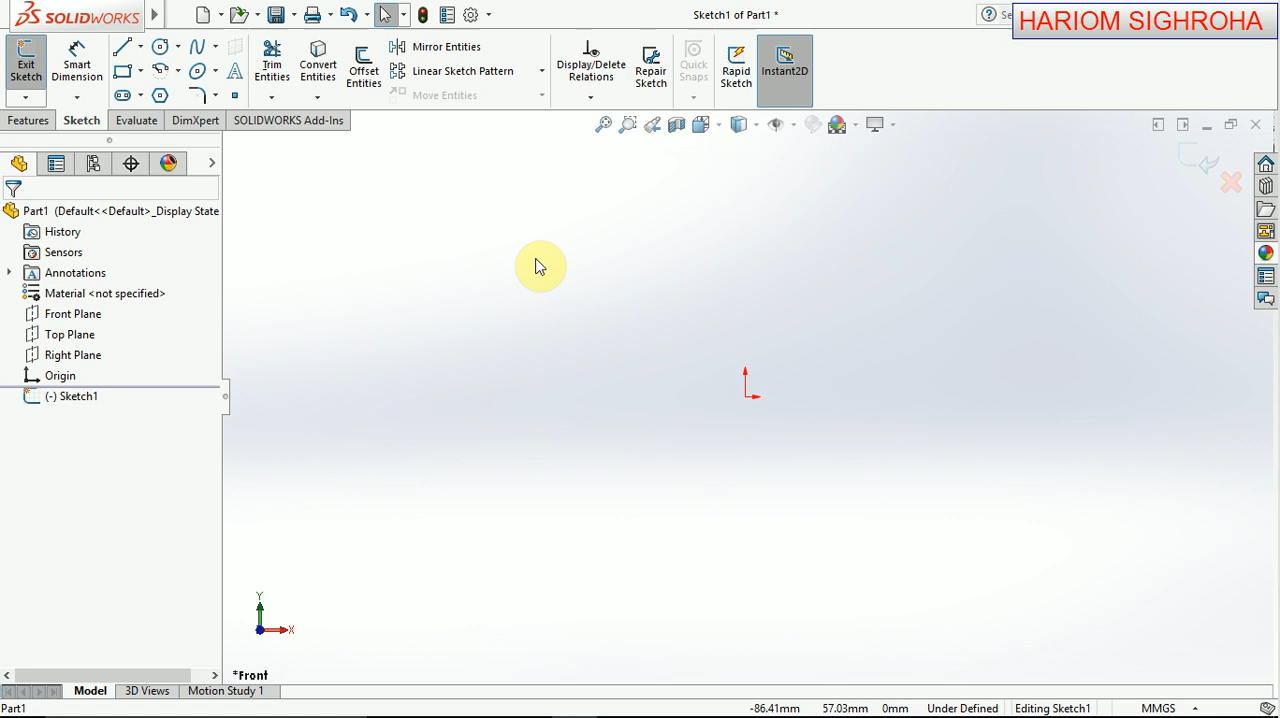 SOLIDWORKS
Sketch1 of Part1 *
HARIOM SIGHROHA
Exit Sketch
Smart Dimension
Trim Entities
Convert Entities
Offset Entities
Mirror Entities
Linear Sketch Pattern
Move Entities
Display/Delete Relations
Repair Sketch
Quick Snaps
Rapid Sketch
Instant2D
Features
Sketch
Evaluate
DimXpert
SOLIDWORKS Add-Ins
Part1 (Default<<Default>_Display State
History
Sensors
Annotations
Material <not specified>
Front Plane
Top Plane
Right Plane
Origin
(-) Sketch1
Y
X
*Front
Model
3D Views
Motion Study 1
Part1
-86.41mm
57.03mm
0mm
Under Defined
Editing Sketch1
MMGS